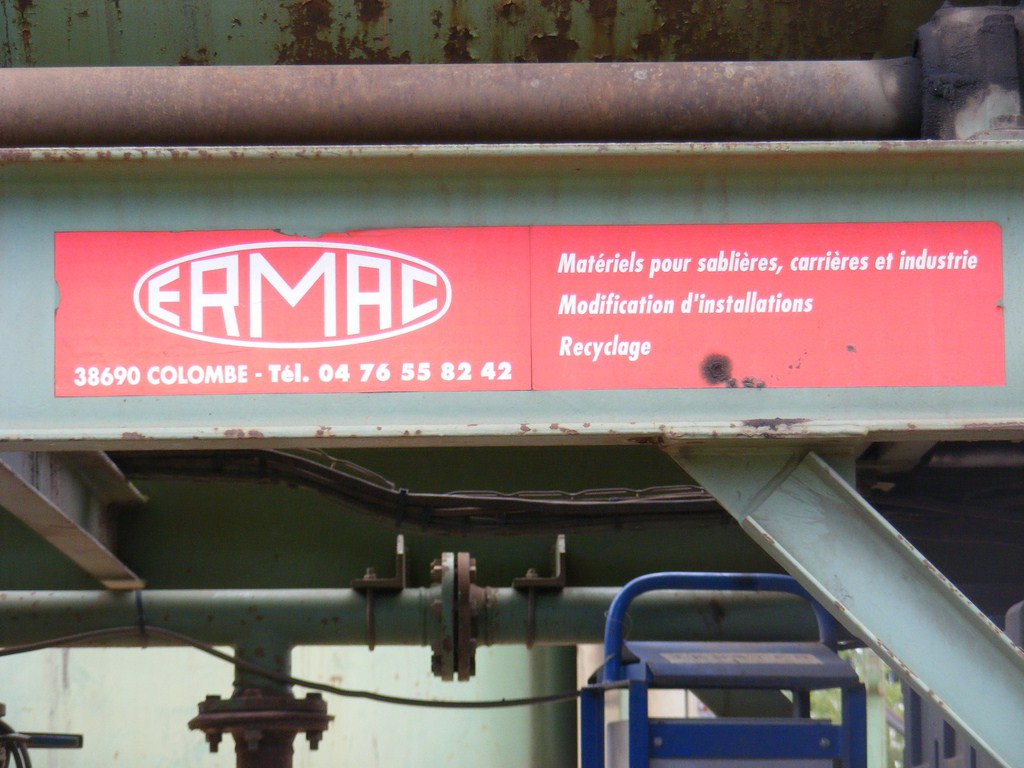 ERMAC
38690 COLOMBE - Tél. 04 76 55 82 42
Matériels pour sablières, carrières et industrie
Modification d'installations
Recyclage